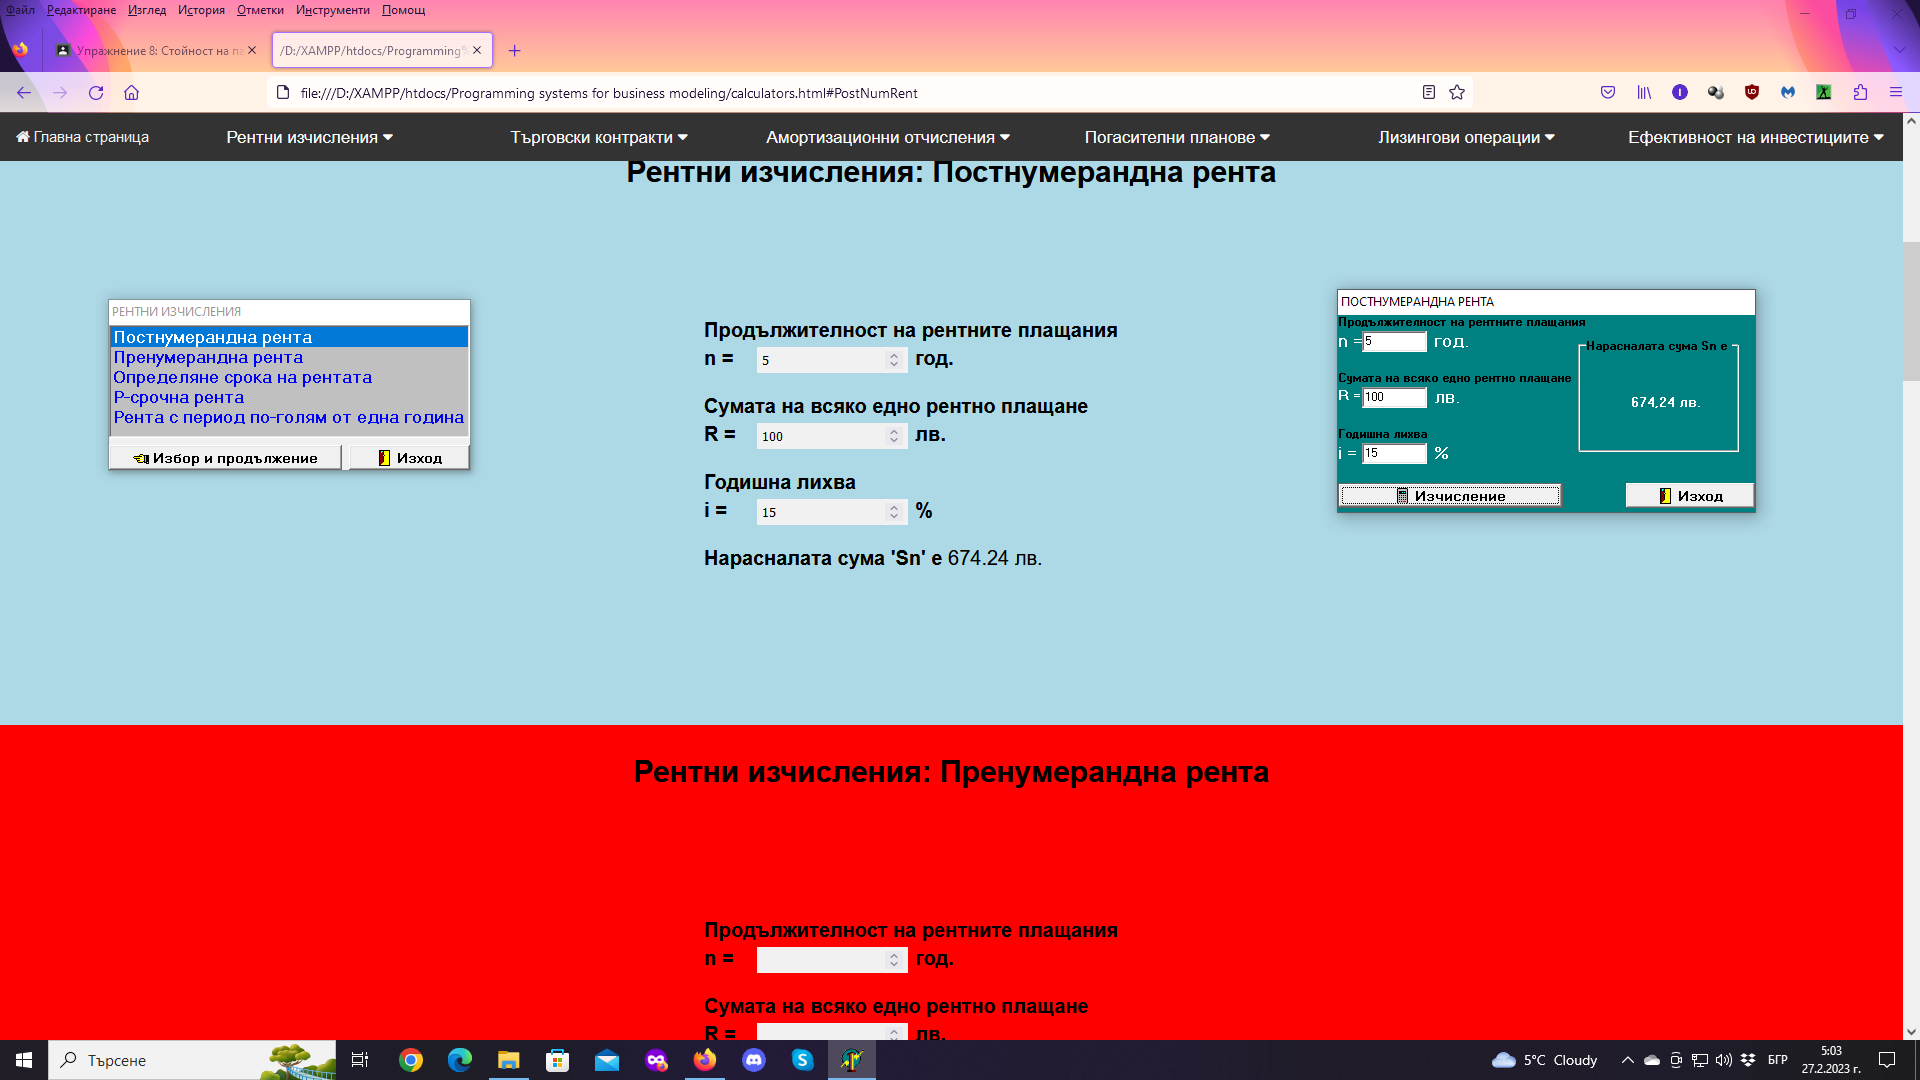 Файл Редактиране Изглед История Отметки Инструменти Помощ
Упражнение 8: Стойност на па
/D:/XAMPP/htdocs/Programming%
file:///D:/XAMPP/htdocs/Programming systems for business modeling/calculators.html#PostNumRent
Главна страница Рентни изчисления Търговски контракти Амортизационни отчисления Погасителни планове Лизингови операции Ефективност на инвестициите
Рентни изчисления: Постнумерандна рента
РЕНТНИ ИЗЧИСЛЕНИЯ
Постнумерандна рента
Пренумерандна рента
Определяне срока на рентата
Р-срочна рента
Рента с период по-голям от една година
Избор и продължение Изход
Продължителност на рентните плащания
n = 5 год.
Сумата на всяко едно рентно плащане
R = 100 лв.
Годишна лихва
i = 15 %
Нарасналата сума 'Sn' е 674.24 лв.
ПОСТНУМЕРАНДНА РЕНТА
Продължителност на рентните плащания
n = 5 год.
Сумата на всяко едно рентно плащане
R = 100 лв.
Годишна лихва
i = 15 %
Нарасналата сума Sn е
674,24 лв.
Изчисление Изход
Рентни изчисления: Пренумерандна рента
Продължителност на рентните плащания
n = год.
Сумата на всяко едно рентно плащане
R = лв.
Търсене
5°C Cloudy
БГР
5:03
27.2.2023 г.